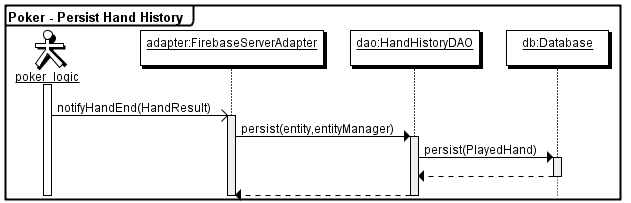 Poker - Persist Hand History
adapter:FirebaseServerAdapter
dao:HandHistoryDAO
db:Database
poker_logic
notifyHandEnd(HandResult)
persist(entity,entityManager)
persist(PlayedHand)